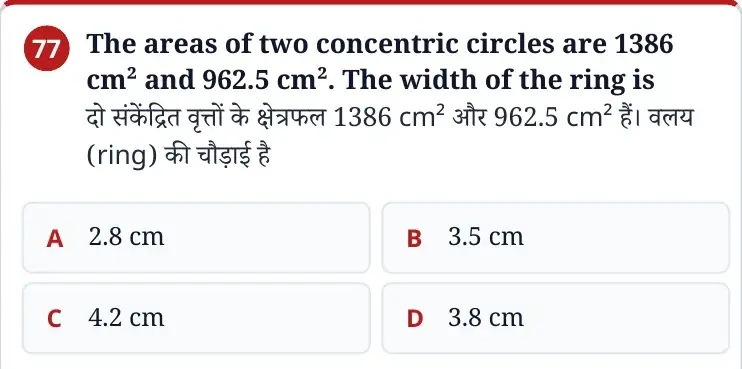 77 The areas of two concentric circles are 1386
cm² and 962.5 cm². The width of the ring is
दो संकेंद्रित वृत्तों के क्षेत्रफल 1386 cm² और 962.5 cm² हैं। वलय
(ring) की चौड़ाई है
A 2.8 cm
B 3.5 cm
C 4.2 cm
D 3.8 cm